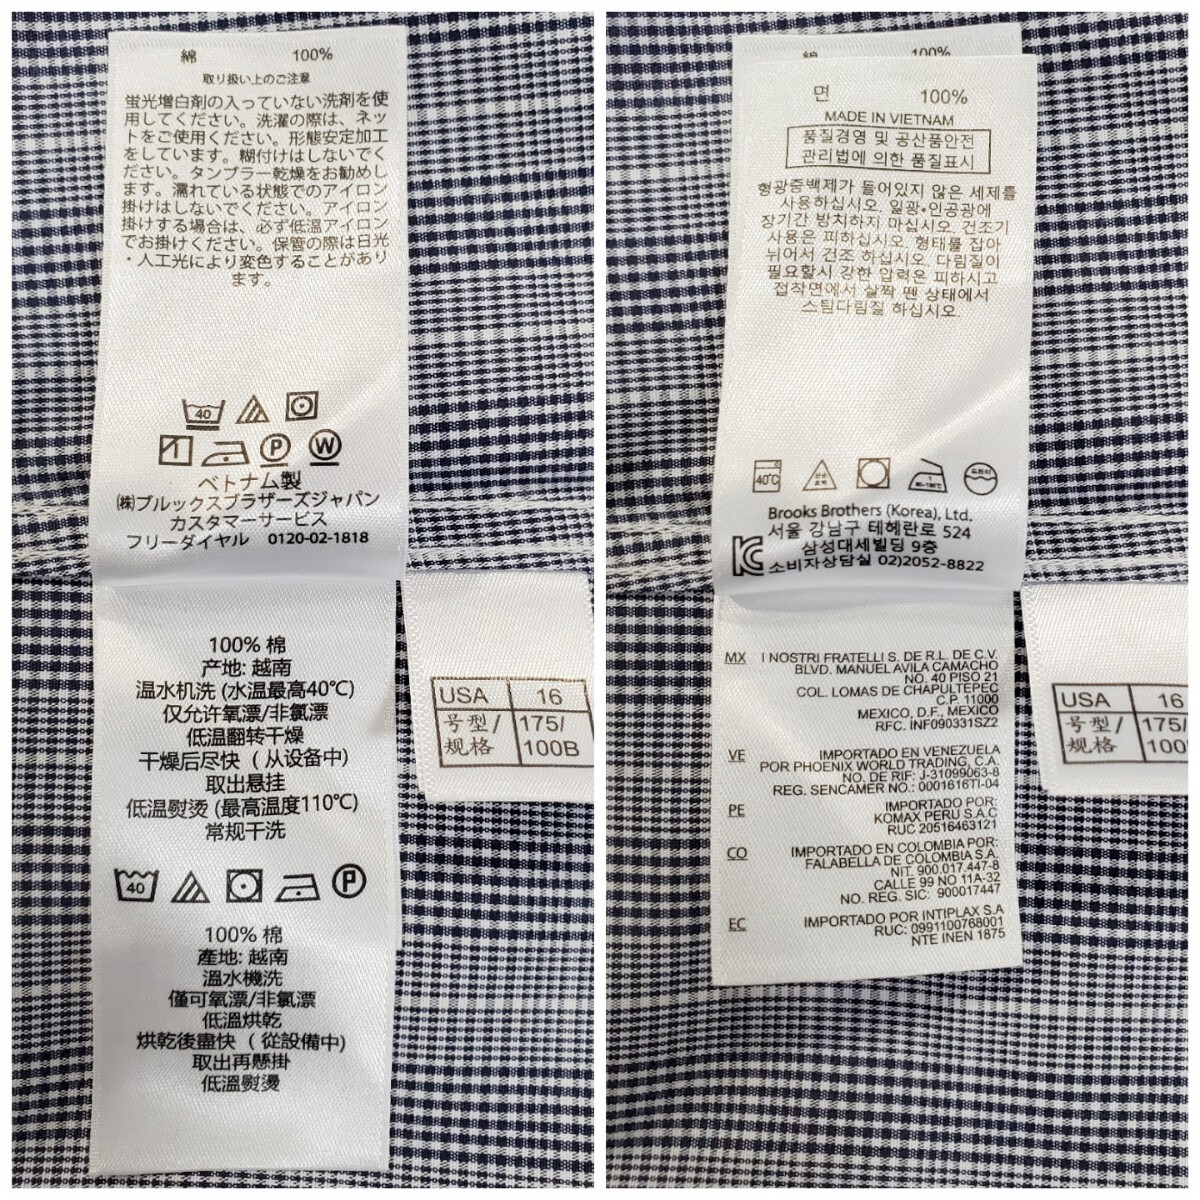 綿 100%
取り扱い上のご注意
蛍光増白剤の入っていない洗剤を使
用してください。洗濯の際は、ネッ
トをご使用ください。形態安定加工
をしています。糊付けはしないでく
ださい。タンブラー乾燥をお勧めし
ます。濡れている状態でのアイロン
掛けはしないでください。アイロン
掛けする場合は、必ず低温アイロン
でお掛けください。保管の際は日光
・人工光により変色することがあり
ます。
40
P W
ベトナム製
㈱ブルックスブラザーズジャパン
カスタマーサービス
フリーダイヤル 0120-02-1818
100% 棉
产地: 越南
温水机洗 (水温最高40℃)
仅允许氧漂/非氯漂
低温翻转干燥
干燥后尽快 ( 从设备中)
取出悬挂
低温熨烫 (最高温度110℃)
常规干洗
40 P
100% 棉
產地: 越南
溫水機洗
僅可氧漂/非氯漂
低溫烘乾
烘乾後盡快 ( 從設備中)
取出再懸掛
低溫熨燙
USA 16
号型/ 175/
规格 100B
綿 100%
면 100%
MADE IN VIETNAM
품질경영 및 공산품안전
관리법에 의한 품질표시
형광증백제가 들어있지 않은 세제를
사용하십시오. 일광•인공광에
장기간 방치하지 마십시오. 건조기
사용은 피하십시오. 형태를 잡아
뉘어서 건조 하십시오. 다림질이
필요할시 강한 압력은 피하시고
접착면에서 살짝 뗀 상태에서
스팀다림질 하십시오.
40℃
Brooks Brothers (Korea), Ltd.
서울 강남구 테헤란로 524
삼성대세빌딩 9층
소비자상담실 02)2052-8822
MX I NOSTRI FRATELLI S. DE R.L. DE C.V.
BLVD. MANUEL AVILA CAMACHO
NO. 40 PISO 21
COL. LOMAS DE CHAPULTEPEC
C.P. 11000
MEXICO, D.F., MEXICO
RFC. INF090331SZ2
VE IMPORTADO EN VENEZUELA
POR PHOENIX WORLD TRADING, C.A.
NO. DE RIF: J-31099063-8
REG. SENCAMER NO.: 0001616TI-04
PE IMPORTADO POR:
KOMAX PERU S.A.C
RUC 20516463121
CO IMPORTADO EN COLOMBIA POR:
FALABELLA DE COLOMBIA S.A.
NIT. 900.017.447-8
CALLE 99 NO 11A-32
NO. REG. SIC: 900017447
EC IMPORTADO POR INTIPLAX S.A
RUC: 0991100768001
NTE INEN 1875
USA 16
号型/ 175/
规格 100